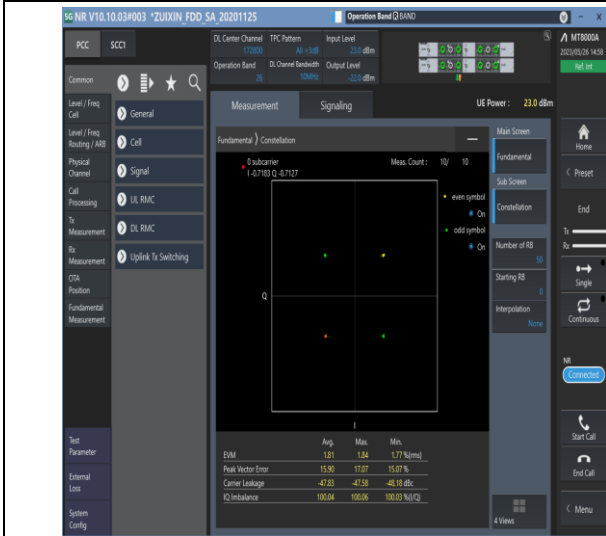 5G NR V10.10.03#003 *ZUIXIN_FDD_SA_20201125
Operation Band BAND
MT8000A
2023/05/26 14:50
Ref. Int
PCC SCC1
DL Center Channel TPC Pattern Input Level
172800 All +3dB 23.0 dBm
Operation Band DL Channel Bandwidth Output Level
26 10MHz -22.0 dBm
Measurement Signaling UE Power : 23.0 dBm
Common
Level / Freq
Cell
Level / Freq
Routing / ARB
Physical
Channel
Call
Processing
Tx
Measurement
Rx
Measurement
OTA
Position
Fundamental
Measurement
Test
Parameter
External
Loss
System
Config
General
Cell
Signal
UL RMC
DL RMC
Uplink Tx Switching
Fundamental Constellation
0 subcarrier Meas. Count : 10/ 10
I -0.7183 Q -0.7127
even symbol
On
odd symbol
On
Q
I
Avg. Max. Min.
EVM 1.81 1.84 1.77 %(rms)
Peak Vector Error 15.90 17.07 15.07 %
Carrier Leakage -47.83 -47.58 -48.18 dBc
IQ Imbalance 100.04 100.06 100.03 %(I/Q)
Main Screen
Fundamental
Sub Screen
Constellation
Number of RB
50
Starting RB
0
Interpolation
None
4 Views
Home
Preset
End
Tx
Rx
Single
Continuous
NR
Connected
Start Call
End Call
Menu